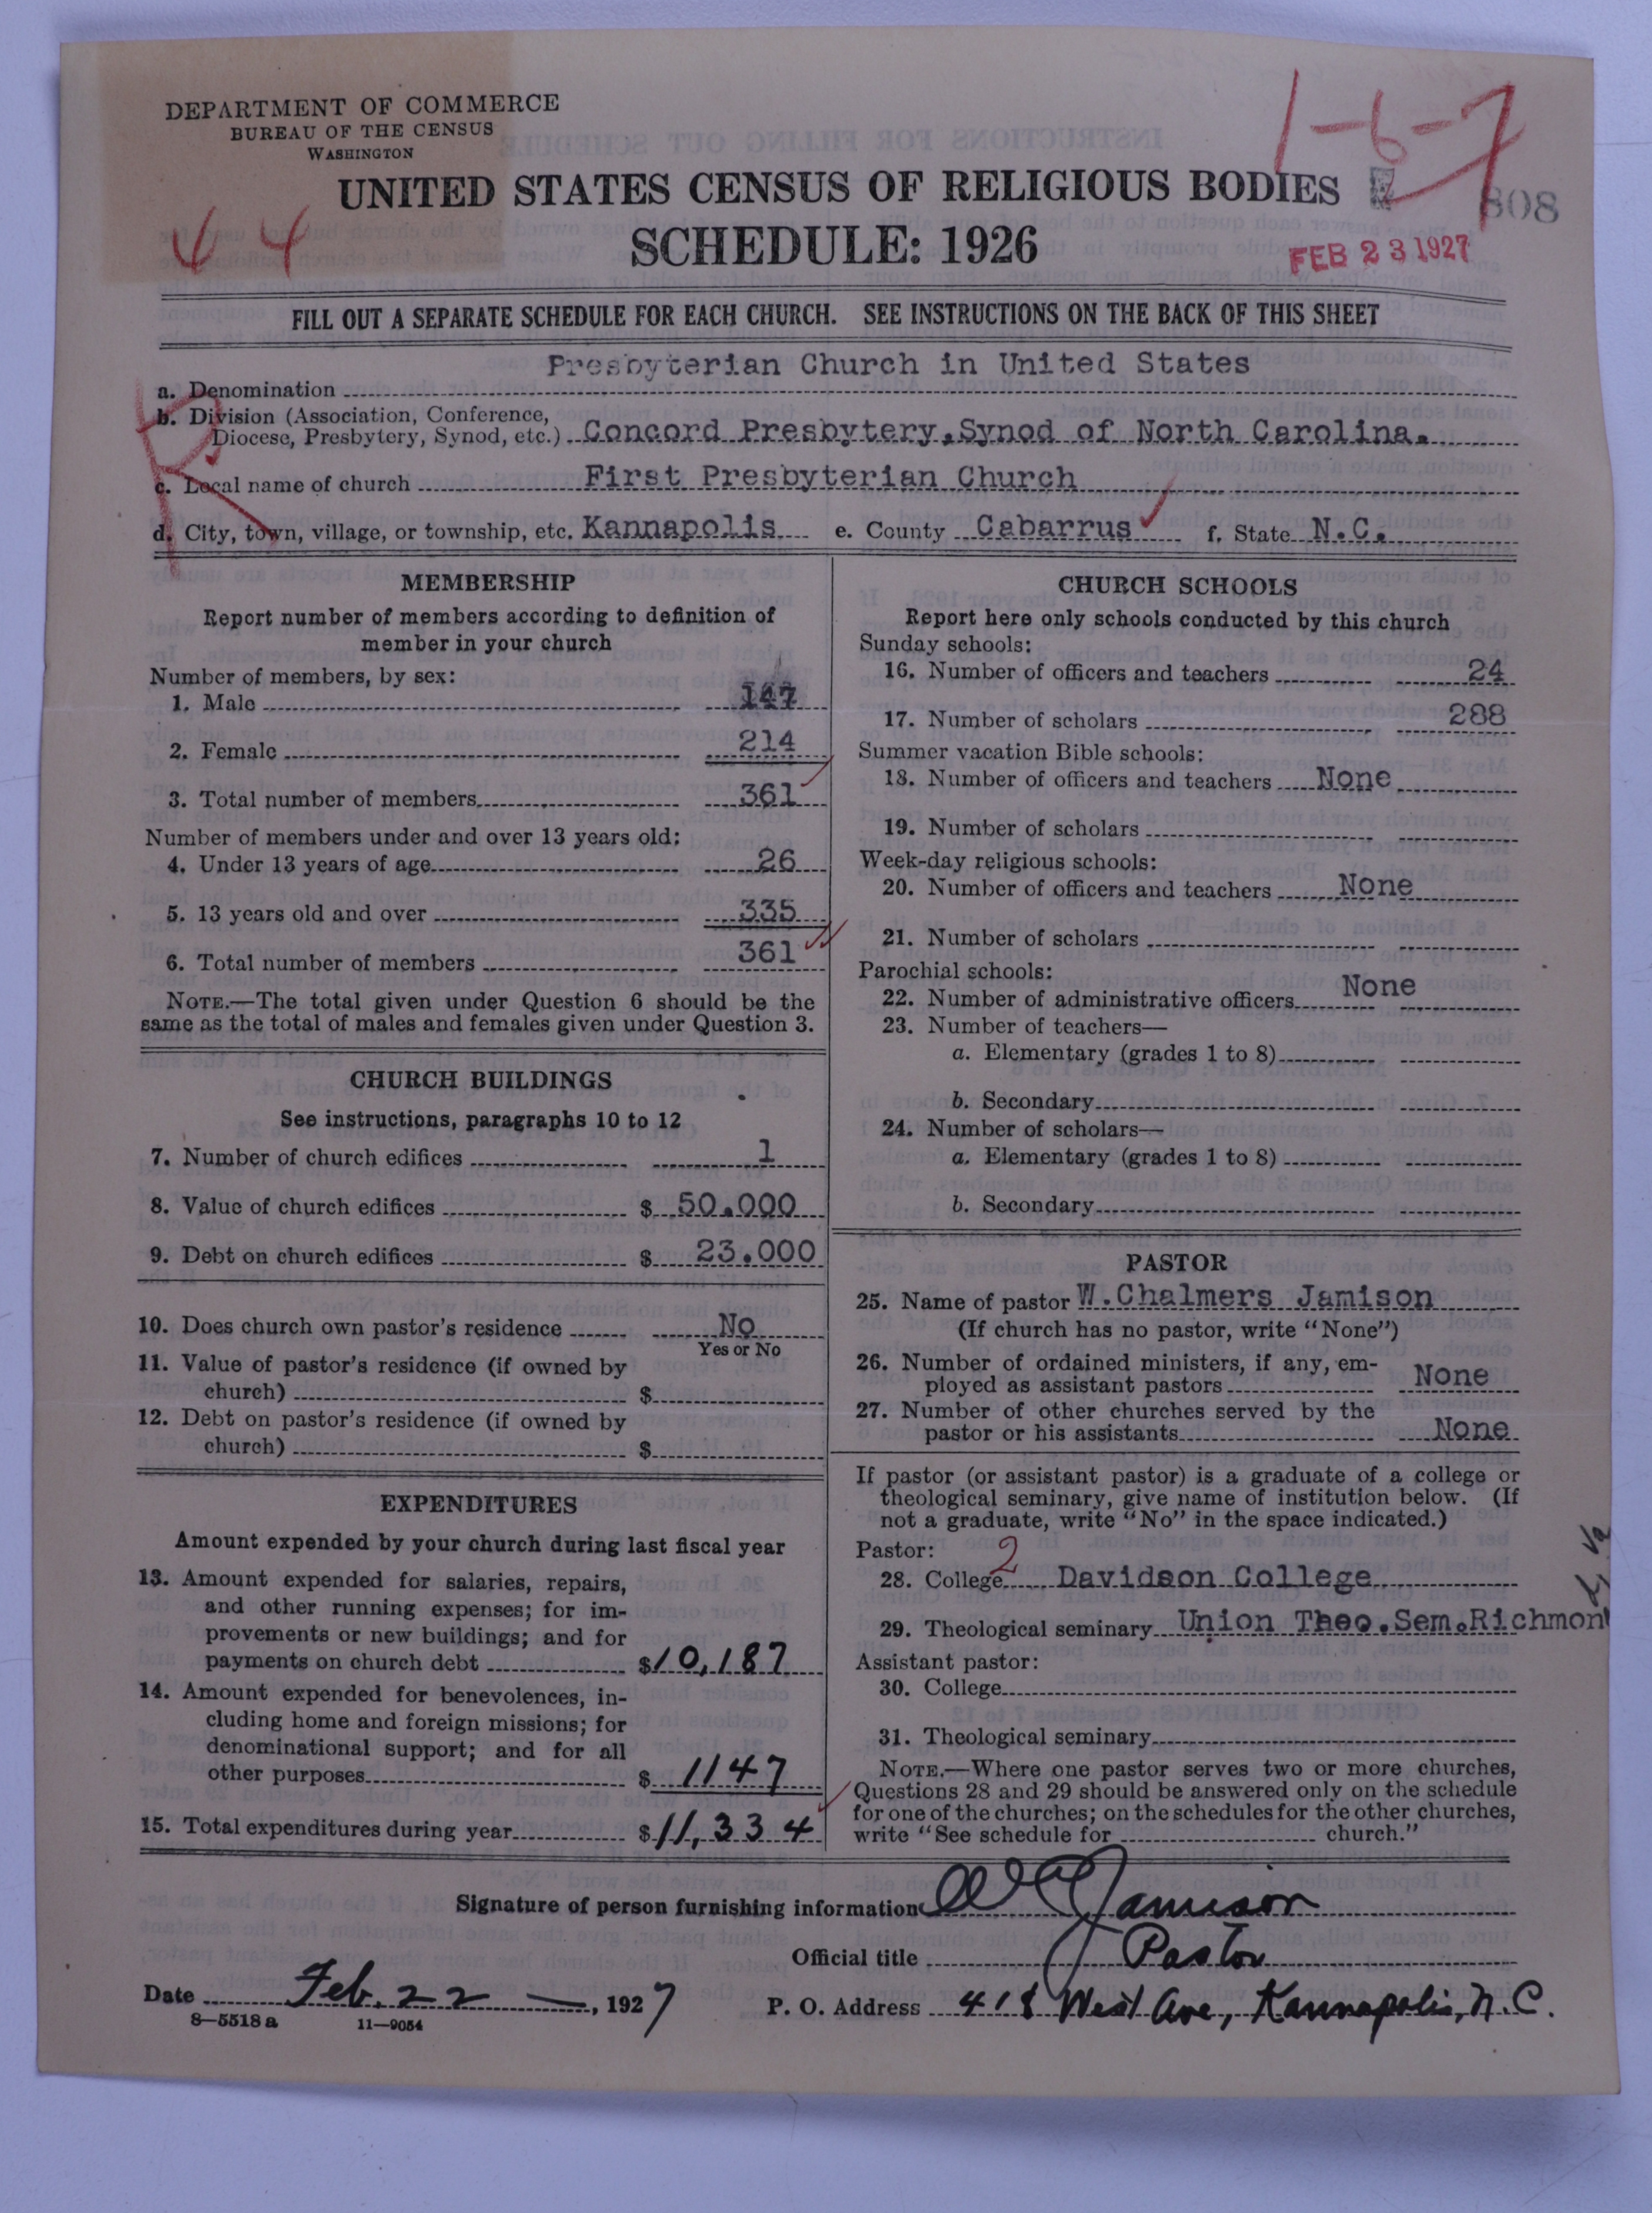 DEPARTMENT OF COMMERCE
BUREAU OF THE CENSUS
WASHINGTON
1-6-7
UNITED STATES CENSUS OF RELIGIOUS BODIES
808
4 4
SCHEDULE: 1926
FEB 23 1927
FILL OUT A SEPARATE SCHEDULE FOR EACH CHURCH. SEE INSTRUCTIONS ON THE BACK OF THIS SHEET
a. Denomination Presbyterian Church in United States
b. Division (Association, Conference,
Diocese, Presbytery, Synod, etc.) Concord Presbytery, Synod of North Carolina.
c. Local name of church First Presbyterian Church
d. City, town, village, or township, etc. Kannapolis e. County Cabarrus f. State N.C.
MEMBERSHIP
Report number of members according to definition of
member in your church
Number of members, by sex:
1. Male 147
2. Female 214
3. Total number of members 361
Number of members under and over 13 years old:
4. Under 13 years of age 26
5. 13 years old and over 335
6. Total number of members 361
NOTE.—The total given under Question 6 should be the
same as the total of males and females given under Question 3.
CHURCH BUILDINGS
See instructions, paragraphs 10 to 12
7. Number of church edifices 1
8. Value of church edifices $ 50.000
9. Debt on church edifices $ 23.000
10. Does church own pastor's residence No
Yes or No
11. Value of pastor's residence (if owned by
church) $
12. Debt on pastor's residence (if owned by
church) $
EXPENDITURES
Amount expended by your church during last fiscal year
13. Amount expended for salaries, repairs,
and other running expenses; for im-
provements or new buildings; and for
payments on church debt $10,187
14. Amount expended for benevolences, in-
cluding home and foreign missions; for
denominational support; and for all
other purposes $ 1147
15. Total expenditures during year $11,334
CHURCH SCHOOLS
Report here only schools conducted by this church
Sunday schools:
16. Number of officers and teachers 24
17. Number of scholars 288
Summer vacation Bible schools:
18. Number of officers and teachers None
19. Number of scholars
Week-day religious schools:
20. Number of officers and teachers None
21. Number of scholars
Parochial schools:
22. Number of administrative officers None
23. Number of teachers—
a. Elementary (grades 1 to 8)
b. Secondary
24. Number of scholars—
a. Elementary (grades 1 to 8)
b. Secondary
PASTOR
25. Name of pastor W.Chalmers Jamison
(If church has no pastor, write "None")
26. Number of ordained ministers, if any, em-
ployed as assistant pastors None
27. Number of other churches served by the
pastor or his assistants None
If pastor (or assistant pastor) is a graduate of a college or
theological seminary, give name of institution below. (If
not a graduate, write "No" in the space indicated.)
Pastor: 2
28. College Davidson College
29. Theological seminary Union Theo.Sem.Richmon
Assistant pastor:
30. College
31. Theological seminary
NOTE.—Where one pastor serves two or more churches,
Questions 28 and 29 should be answered only on the schedule
for one of the churches; on the schedules for the other churches,
write "See schedule for church."
Signature of person furnishing information W C Jamison
Official title Pastor
Date Feb. 22 —, 1927 P. O. Address 418 West Ave, Kannapolis, N.C.
8—5518 a 11—9054